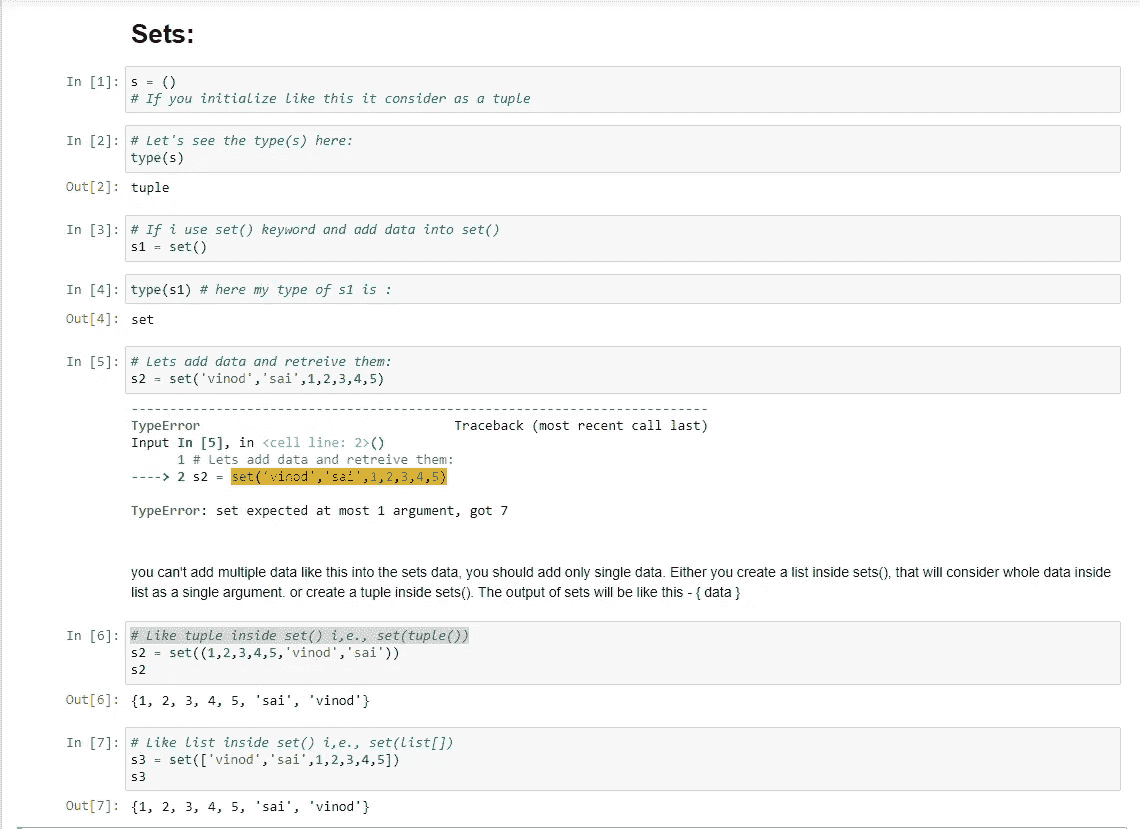 Sets:
In [1]: s = ()
# If you initialize like this it consider as a tuple
In [2]: # Let's see the type(s) here:
type(s)
Out[2]: tuple
In [3]: # If i use set() keyword and add data into set()
s1 = set()
In [4]: type(s1) # here my type of s1 is :
Out[4]: set
In [5]: # Lets add data and retreive them:
s2 = set('vinod','sai',1,2,3,4,5)
---------------------------------------------------------------------------
TypeError                                 Traceback (most recent call last)
Input In [5], in <cell line: 2>()
1 # Lets add data and retreive them:
----> 2 s2 = set('vinod','sai',1,2,3,4,5)
TypeError: set expected at most 1 argument, got 7
you can't add multiple data like this into the sets data, you should add only single data. Either you create a list inside sets(), that will consider whole data inside
list as a single argument. or create a tuple inside sets(). The output of sets will be like this - { data }
In [6]: # Like tuple inside set() i,e., set(tuple())
s2 = set((1,2,3,4,5,'vinod','sai'))
s2
Out[6]: {1, 2, 3, 4, 5, 'sai', 'vinod'}
In [7]: # Like list inside set() i,e., set(list[])
s3 = set(['vinod','sai',1,2,3,4,5])
s3
Out[7]: {1, 2, 3, 4, 5, 'sai', 'vinod'}